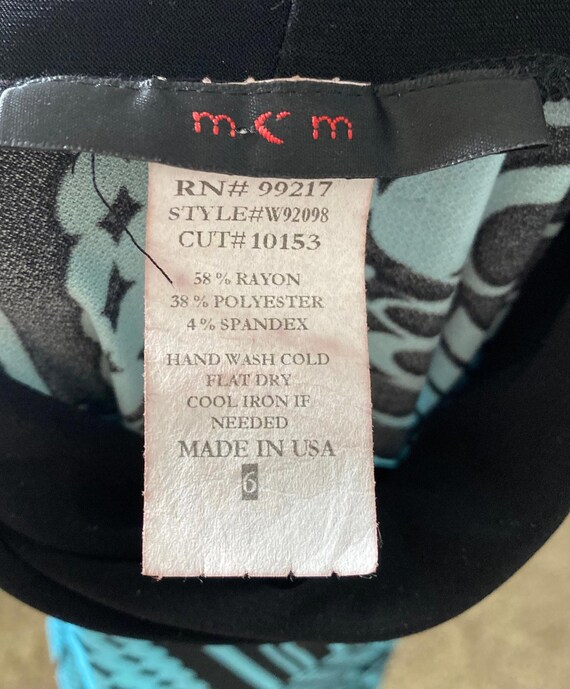 RN# 99217
STYLE#W92098
CUT#10153
58% RAYON
38% POLYESTER
4% SPANDEX
HAND WASH COLD
FLAT DRY
COOL IRON IF
NEEDED
MADE IN USA
6